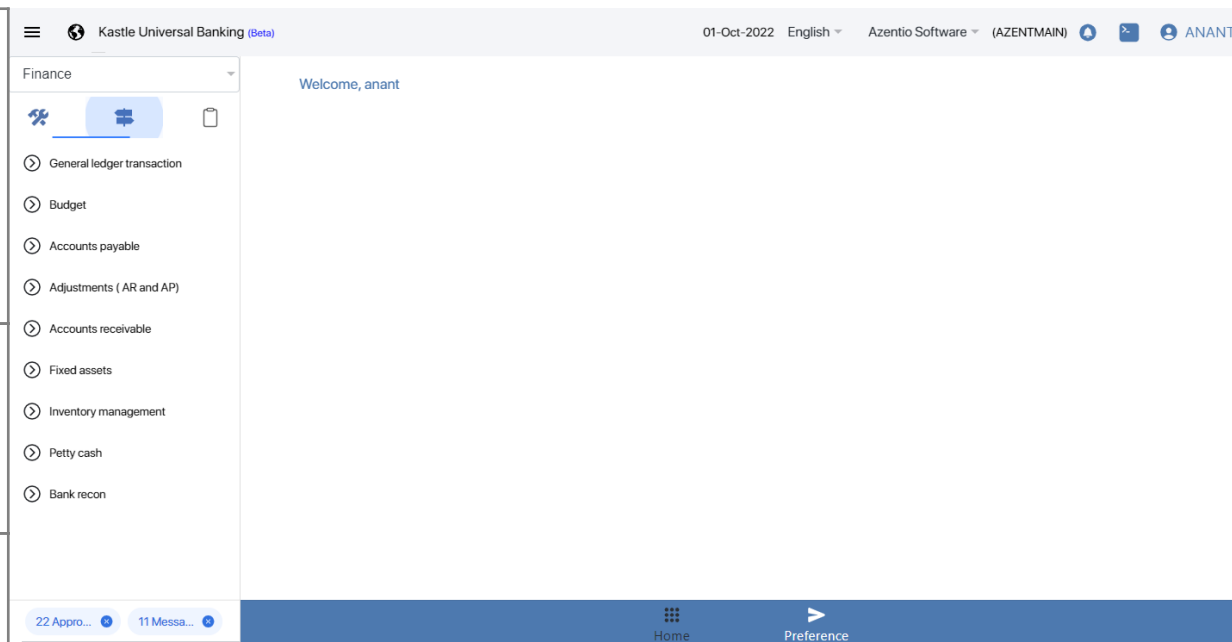 Kastle Universal Banking (Beta)
01-Oct-2022 English Azentio Software (AZENTMAIN) ANANT
Finance
Welcome, anant
General ledger transaction
Budget
Accounts payable
Adjustments ( AR and AP)
Accounts receivable
Fixed assets
Inventory management
Petty cash
Bank recon
22 Appro... 11 Messa...
Home Preference